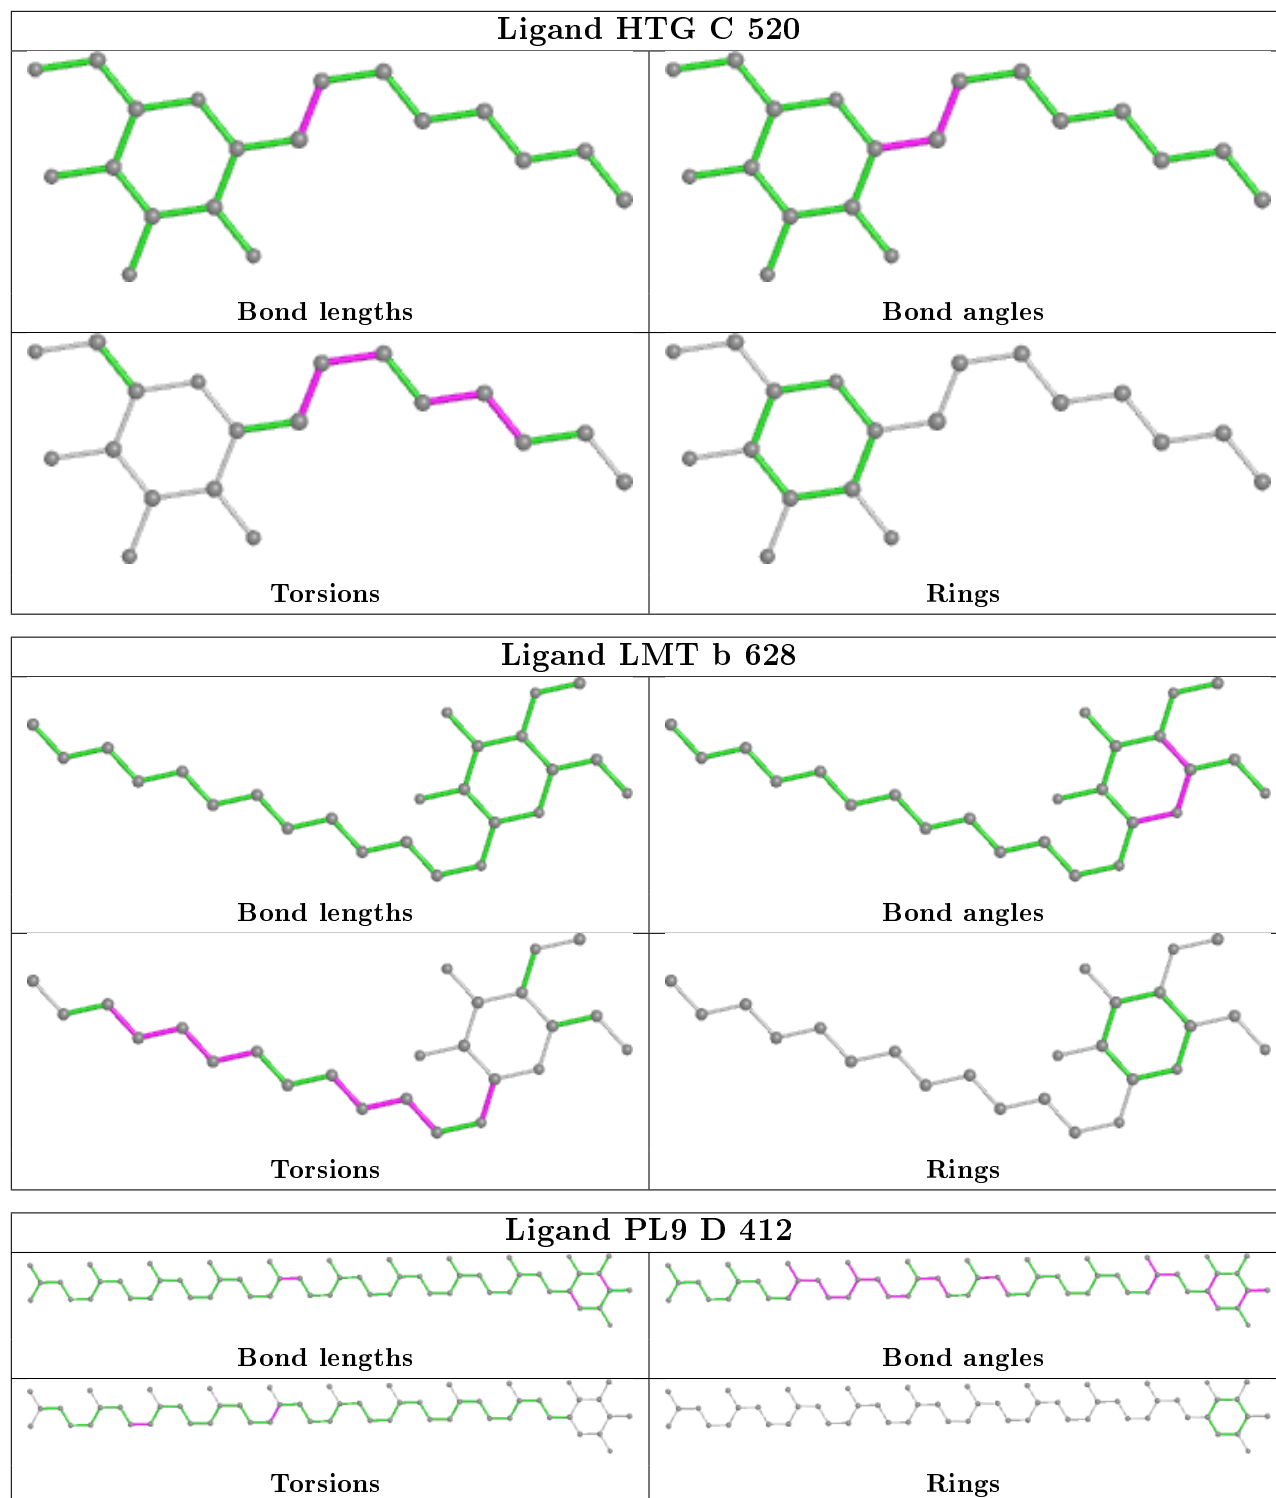 Ligand HTG C 520
Bond lengths
Bond angles
Torsions
Rings
Ligand LMT b 628
Bond lengths
Bond angles
Torsions
Rings
Ligand PL9 D 412
Bond lengths
Bond angles
Torsions
Rings